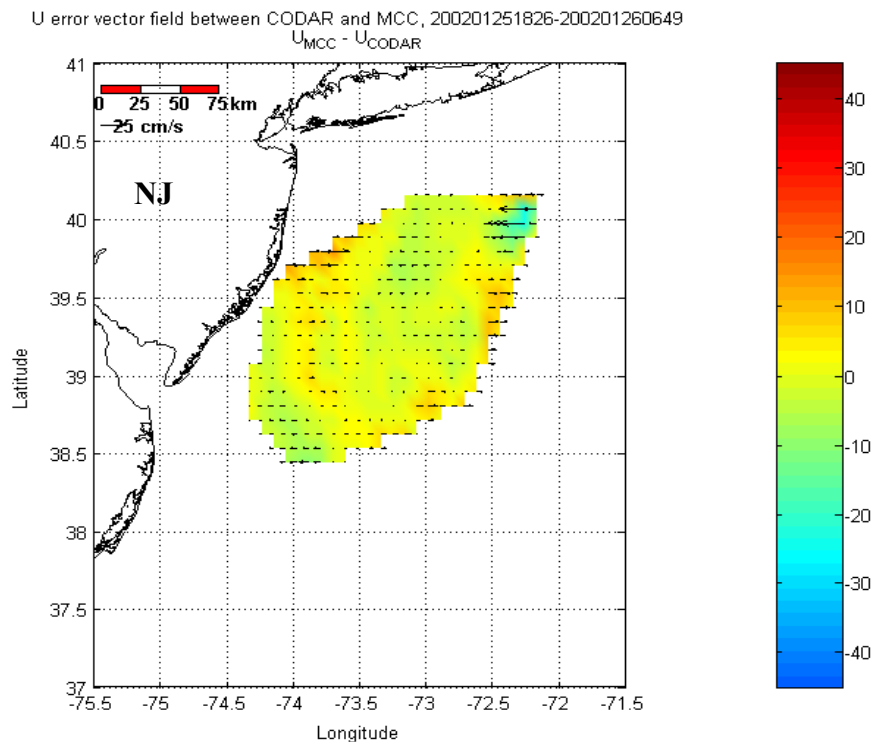 U error vector field between CODAR and MCC, 200201251826-200201260649
U_MCC - U_CODAR
41
40.5
40
39.5
39
38.5
38
37.5
37
Latitude
0 25 50 75 km
25 cm/s
NJ
-75.5 -75 -74.5 -74 -73.5 -73 -72.5 -72 -71.5
Longitude
40
30
20
10
0
-10
-20
-30
-40